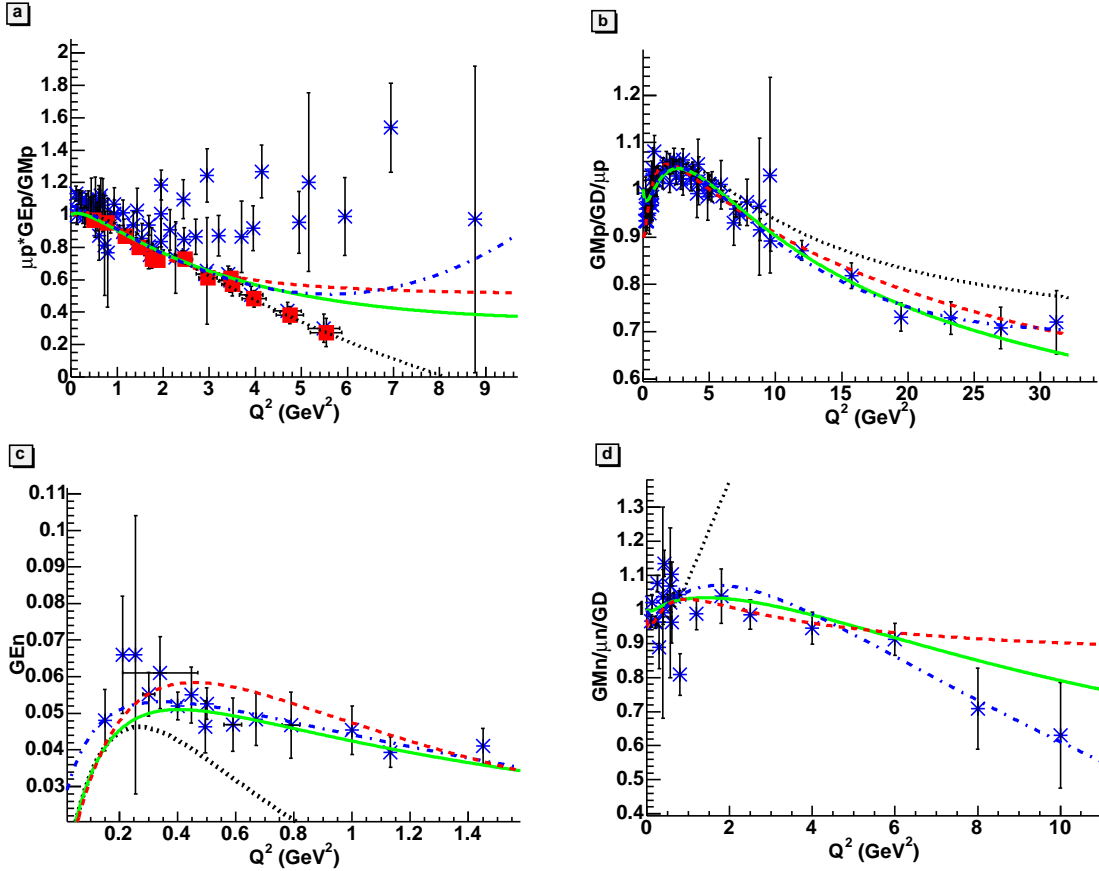 a
2
1.8
1.6
1.4
1.2
1
0.8
0.6
0.4
0.2
0
μp*GEp/GMp
0 1 2 3 4 5 6 7 8 9
Q² (GeV²)
b
1.2
1.1
1
0.9
0.8
0.7
0.6
GMp/GD/μp
0 5 10 15 20 25 30
Q² (GeV²)
c
0.11
0.1
0.09
0.08
0.07
0.06
0.05
0.04
0.03
GEn
0.2 0.4 0.6 0.8 1 1.2 1.4
Q² (GeV²)
d
1.3
1.2
1.1
1
0.9
0.8
0.7
0.6
0.5
0.4
GMn/μn/GD
0 2 4 6 8 10
Q² (GeV²)